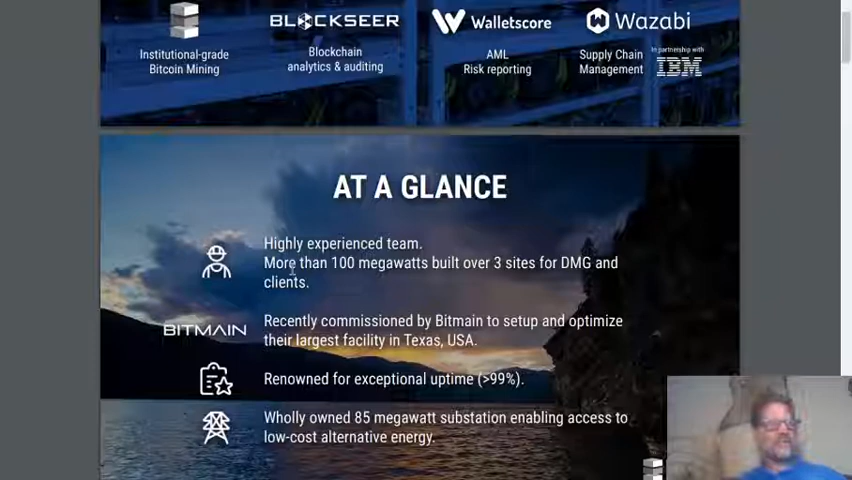 BLOCKSEER
Walletscore
Wazabi
Institutional-grade
Bitcoin Mining
Blockchain
analytics & auditing
AML
Risk reporting
Supply Chain
Management
In partnership with
IBM
AT A GLANCE
Highly experienced team.
More than 100 megawatts built over 3 sites for DMG and
clients.
BITMAIN
Recently commissioned by Bitmain to setup and optimize
their largest facility in Texas, USA.
Renowned for exceptional uptime (>99%).
Wholly owned 85 megawatt substation enabling access to
low-cost alternative energy.